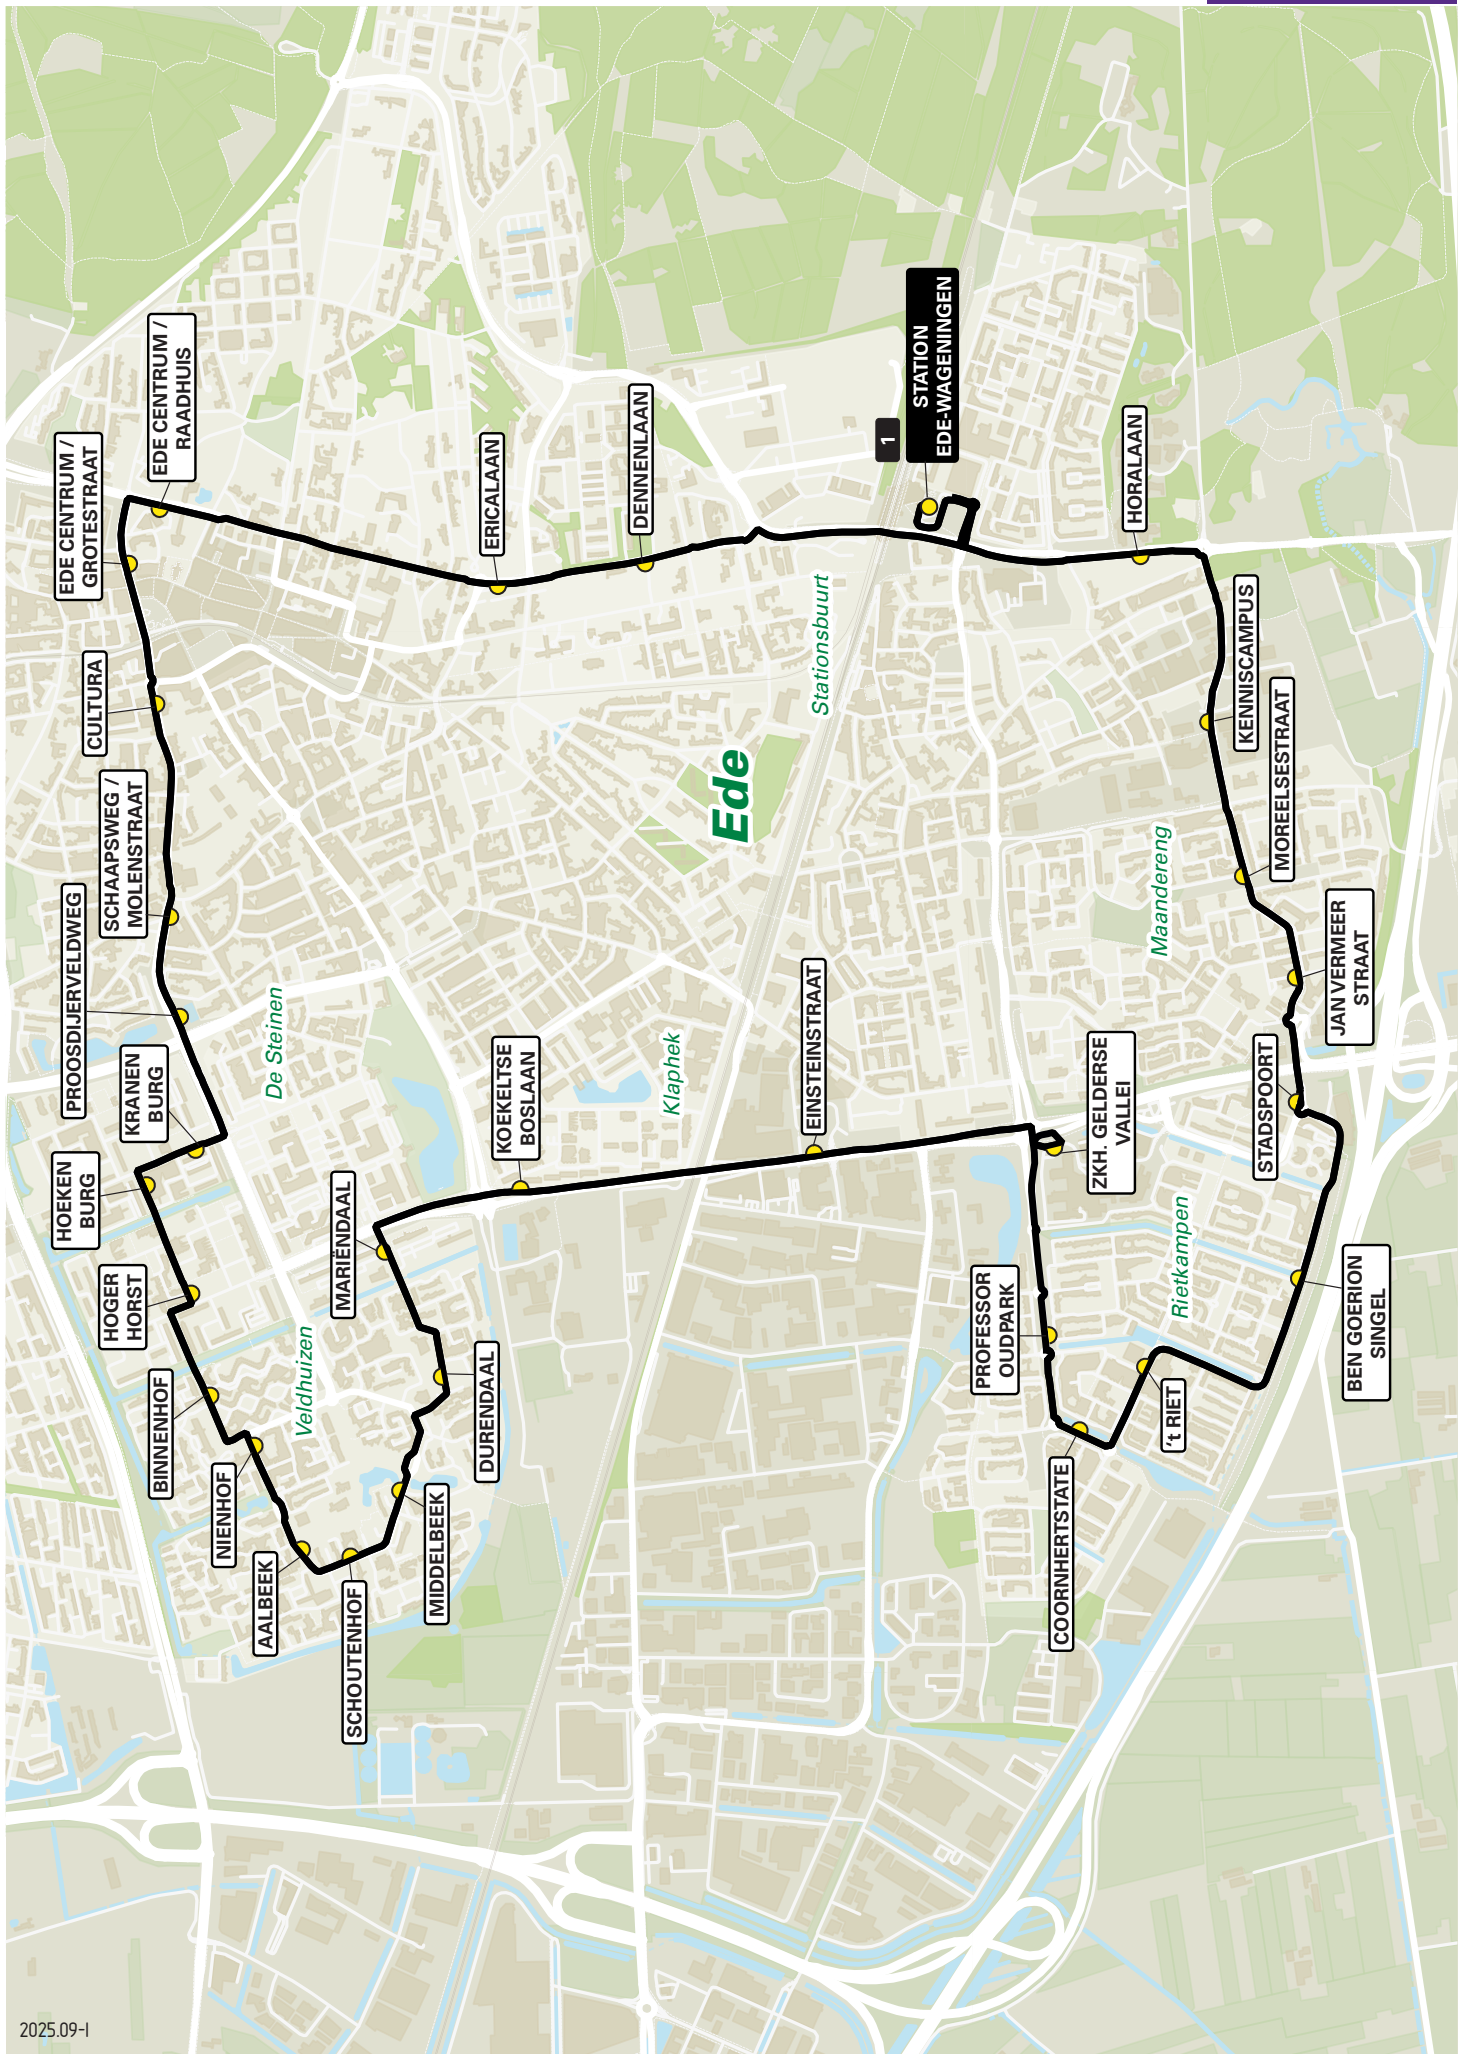 EDE CENTRUM /
RAADHUIS
EDE CENTRUM /
GROTESTRAAT
CULTURA
SCHAAPSWEG /
MOLENSTRAAT
PROOSDIJERVELDWEG
KRANEN
BURG
HOEKEN
BURG
HOGER
HORST
BINNENHOF
NIENHOF
AALBEEK
SCHOUTENHOF
MIDDELBEEK
DURENDAAL
MARIËNDAAL
KOEKELTSE
BOSLAAN
EINSTEINSTRAAT
ZKH. GELDERSE
VALLEI
PROFESSOR
OUDPARK
COORNHERTSTATE
't RIET
BEN GOERION
SINGEL
STADSPOORT
JAN VERMEER
STRAAT
MOREELSESTRAAT
KENNISCAMPUS
HORALAAN
1
STATION
EDE-WAGENINGEN
DENNENLAAN
ERICALAAN
Ede
Stationsbuurt
Maandereng
Rietkampen
Klaphek
De Steinen
Veldhuizen
2025.09-I